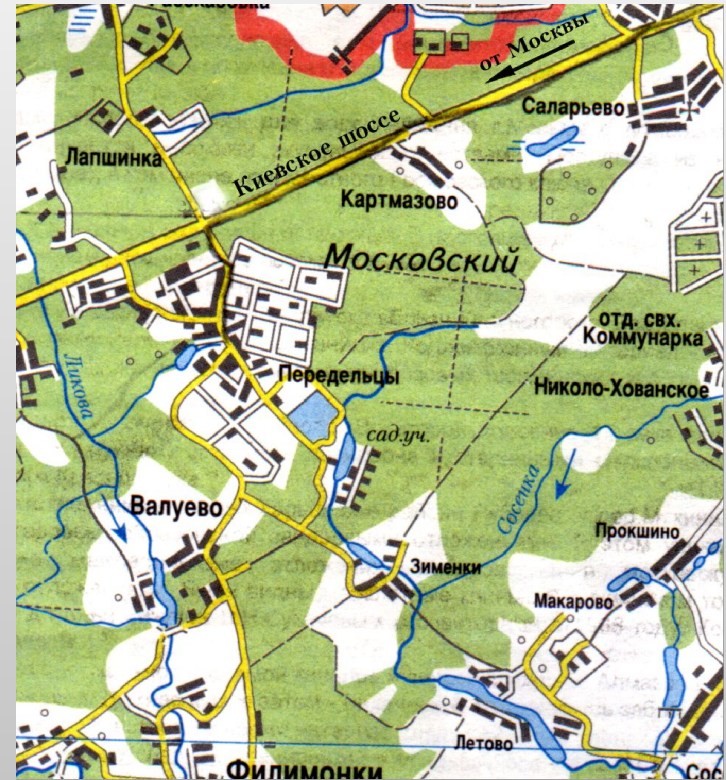 от Москвы
Саларьево
Киевское шоссе
Лапшинка
Картмазово
Московский
отд. свх.
Коммунарка
Ликова
Передельцы
Николо-Хованское
сад.уч.
Валуево
Сосенка
Прокшино
Зименки
Макарово
Летово
Филимонки